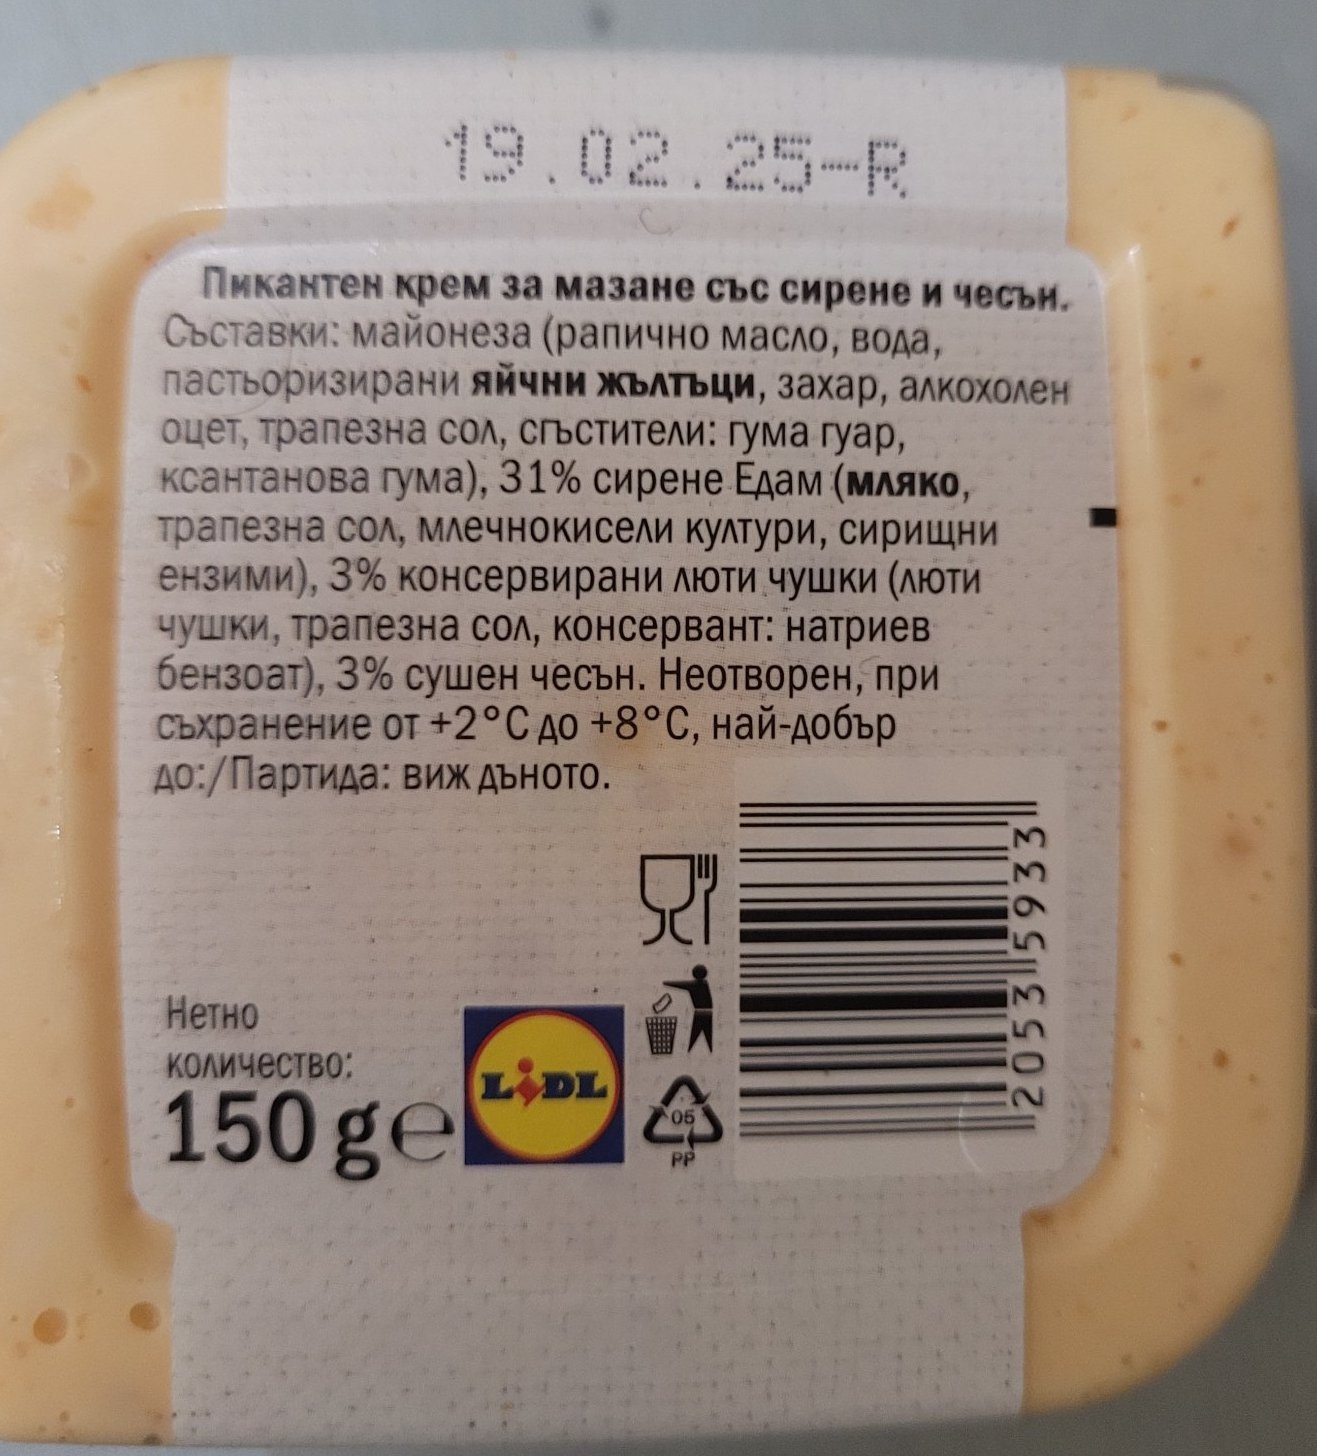 19.02.25-R
Пикантен крем за мазане със сирене и чесън.
Съставки: майонеза (рапично масло, вода,
пастьоризирани яйчни жълтъци, захар, алкохолен
оцет, трапезна сол, сгъстители: гума гуар,
ксантанова гума), 31% сирене Едам (мляко,
трапезна сол, млечнокисели култури, сирищни
ензими), 3% консервирани люти чушки (люти
чушки, трапезна сол, консервант: натриев
бензоат), 3% сушен чесън. Неотворен, при
съхранение от +2°C до +8°C, най-добър
до:/Партида: виж дъното.
Нетно
количество:
150 g e
LIDL
05
PP
20535933